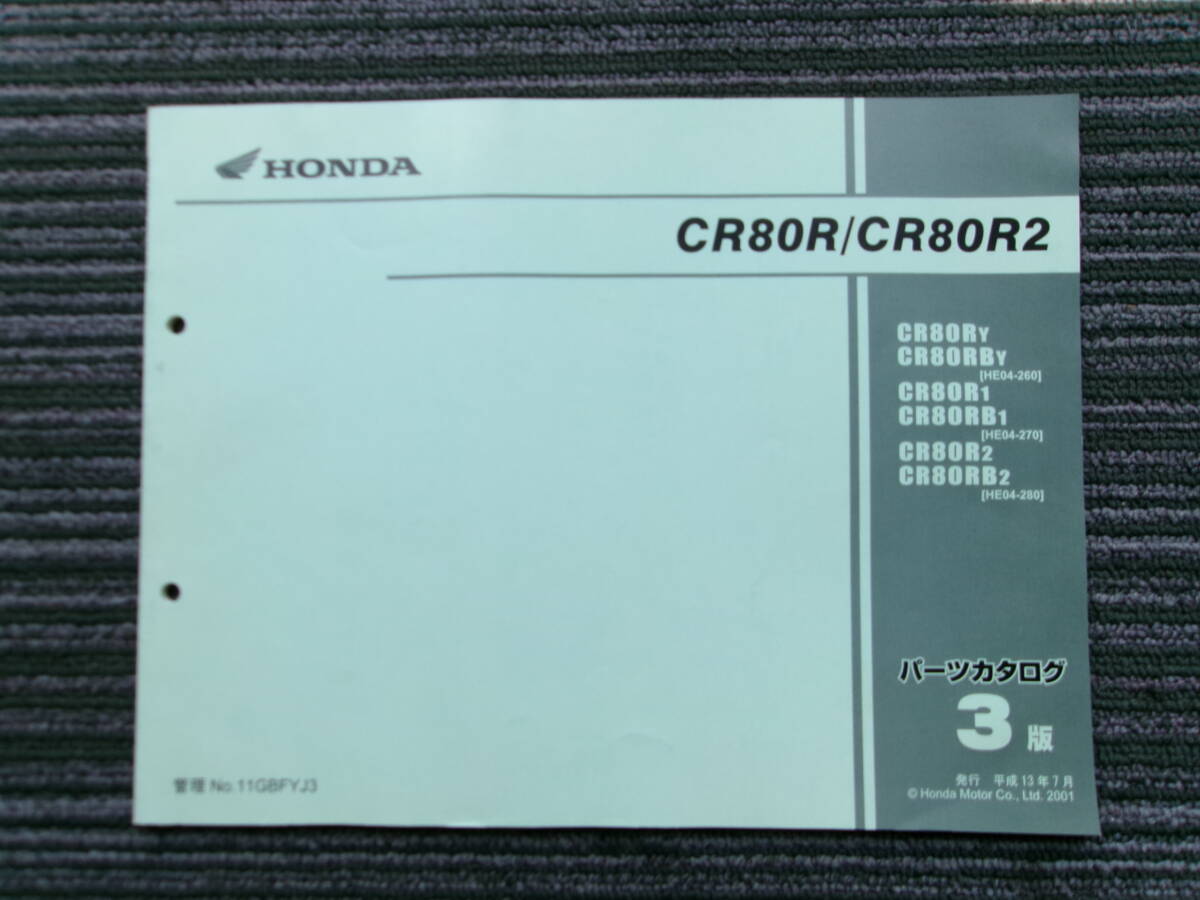 HONDA
CR80R/CR80R2
CR80RY
CR80RBY
[HE04-260]
CR80R1
CR80RB1
[HE04-270]
CR80R2
CR80RB2
[HE04-280]
パーツカタログ
3版
管理 No.11GBFYJ3
発行 平成13年7月
© Honda Motor Co., Ltd. 2001